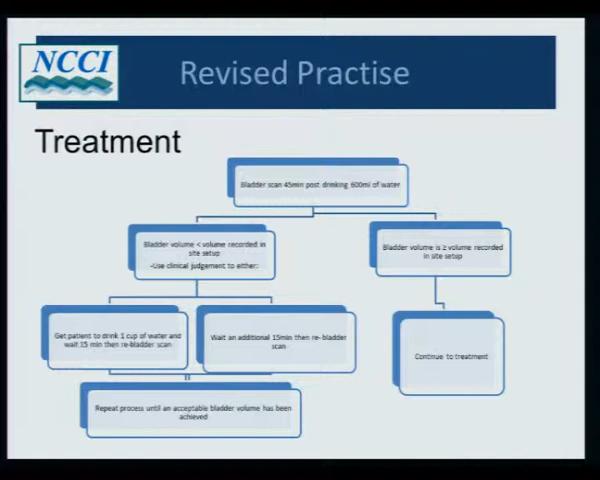 NCCI
Revised Practise
Treatment
Bladder scan 45min post drinking 600ml of water
Bladder volume < volume recorded in
site setup
-Use clinical judgement to either:
Bladder volume is ≥ volume recorded
in site setup
Get patient to drink 1 cup of water and
wait 15 min then re-bladder scan
Wait an additional 15min then re- bladder
scan
Continue to treatment
Repeat process until an acceptable bladder volume has been
achieved